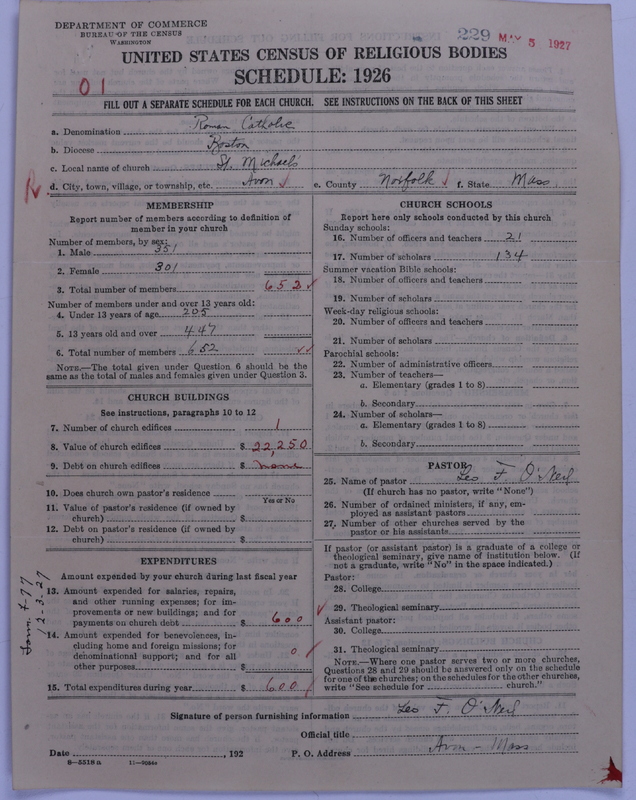 DEPARTMENT OF COMMERCE
BUREAU OF THE CENSUS
WASHINGTON
229 MAY 5 1927
UNITED STATES CENSUS OF RELIGIOUS BODIES
SCHEDULE: 1926
01
FILL OUT A SEPARATE SCHEDULE FOR EACH CHURCH. SEE INSTRUCTIONS ON THE BACK OF THIS SHEET
a. Denomination Roman Catholic
b. Diocese Boston
c. Local name of church St. Michael's
R d. City, town, village, or township, etc. Avon e. County Norfolk f. State Mass.
MEMBERSHIP
Report number of members according to definition of
member in your church
Number of members, by sex:
1. Male 351
2. Female 301
3. Total number of members 652
Number of members under and over 13 years old:
4. Under 13 years of age 205
5. 13 years old and over 447
6. Total number of members 652
NOTE.—The total given under Question 6 should be
same as the total of males and females given under Question 3.
CHURCH BUILDINGS
See instructions, paragraphs 10 to 12
7. Number of church edifices 1
8. Value of church edifices $ 22,250
9. Debt on church edifices $ none
10. Does church own pastor's residence
Yes or No
11. Value of pastor's residence (if owned by
church) $
12. Debt on pastor's residence (if owned by
church) $
EXPENDITURES
Amount expended by your church during last fiscal year
13. Amount expended for salaries, repairs,
and other running expenses; for im-
provements or new buildings; and for
payments on church debt $ 600
14. Amount expended for benevolences, in-
cluding home and foreign missions; for
denominational support; and for all
other purposes $ 0
15. Total expenditures during year $ 600
CHURCH SCHOOLS
Report here only schools conducted by this church
Sunday schools:
16. Number of officers and teachers 21
17. Number of scholars 134
Summer vacation Bible schools:
18. Number of officers and teachers
19. Number of scholars
Week-day religious schools:
20. Number of officers and teachers
21. Number of scholars
Parochial schools:
22. Number of administrative officers
23. Number of teachers—
a. Elementary (grades 1 to 8)
b. Secondary
24. Number of scholars—
a. Elementary (grades 1 to 8)
b. Secondary
PASTOR
25. Name of pastor Leo F. O'Neil
(If church has no pastor, write "None")
26. Number of ordained ministers, if any, em-
ployed as assistant pastors
27. Number of other churches served by the
pastor or his assistants
If pastor (or assistant pastor) is a graduate of a college or
theological seminary, give name of institution below. (If
not a graduate, write "No" in the space indicated.)
Pastor:
28. College
29. Theological seminary
Assistant pastor:
30. College
31. Theological seminary
NOTE.—Where one pastor serves two or more churches,
Questions 28 and 29 should be answered only on the schedule
for one of the churches; on the schedules for the other churches,
write "See schedule for church."
Signature of person furnishing information Leo F. O'Neil
Official title
Date , 192 P. O. Address Avon - Mass
8—5518 a 11—9084a